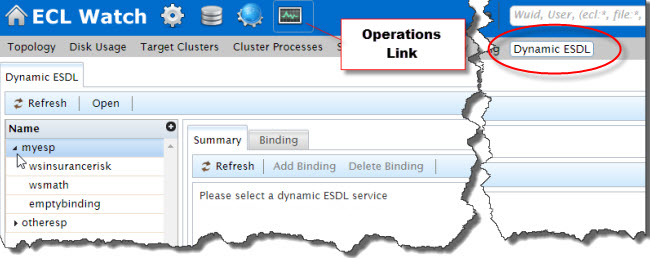 ECL Watch
Operations Link
Wuid, User, (ecl:*, file:*,
Topology Disk Usage Target Clusters Cluster Processes S
g Dynamic ESDL
Dynamic ESDL
Refresh Open
Name
myesp
wsinsurancerisk
wsmath
emptybinding
otheresp
Summary Binding
Refresh Add Binding Delete Binding
Please select a dynamic ESDL service